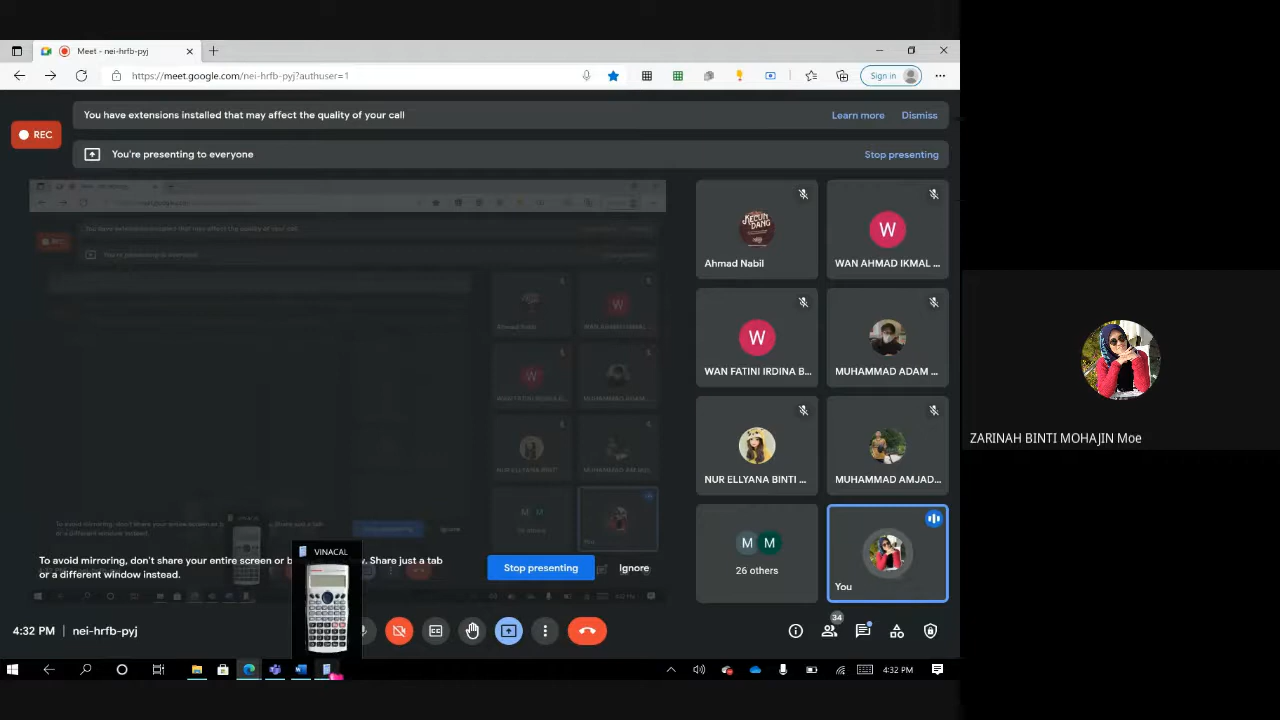 Meet - nei-hrfb-pyj
https://meet.google.com/nei-hrfb-pyj?authuser=1
Sign in
You have extensions installed that may affect the quality of your call
Learn more
Dismiss
REC
You're presenting to everyone
Stop presenting
KECUN
DANG
Ahmad Nabil
W
WAN AHMAD IKMAL ...
W
WAN FATINI IRDINA B...
MUHAMMAD ADAM ...
NUR ELLYANA BINTI ...
MUHAMMAD AMJAD...
M M
26 others
You
ZARINAH BINTI MOHAJIN Moe
VINACAL
To avoid mirroring, don't share your entire screen or b
Share just a tab
or a different window instead.
Stop presenting
Ignore
4:32 PM | nei-hrfb-pyj
34
4:32 PM